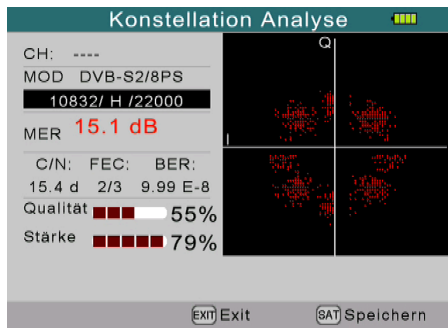 Konstellation Analyse
CH: ----
MOD DVB-S2/8PS
10832/ H /22000
MER 15.1 dB
C/N: FEC: BER:
15.4 d 2/3 9.99 E-8
Qualität 55%
Stärke 79%
Q
I
EXIT Exit SAT Speichern